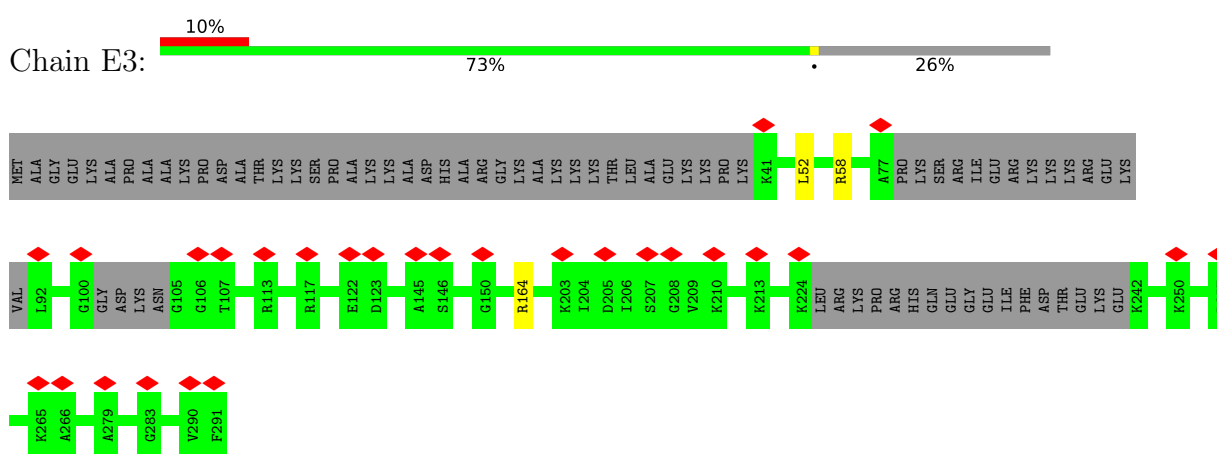 10%
Chain E3:
73%
•
26%
MET ALA GLY GLU LYS ALA PRO ALA ALA LYS PRO ASP ALA THR LYS LYS SER PRO ALA LYS LYS ALA ASP HIS ALA ARG GLY LYS ALA LYS LYS LYS THR LEU ALA GLU LYS LYS PRO LYS K41 L52 R58 A77 PRO LYS SER ARG ILE GLU ARG LYS LYS LYS ARG GLU LYS
VAL L92 G100 GLY ASP LYS ASN G105 G106 T107 R113 R117 E122 D123 A145 S146 G150 R164 K203 I204 D205 I206 S207 G208 V209 K210 K213 K224 LEU ARG LYS PRO ARG HIS GLN GLU GLY GLU ILE PHE ASP THR GLU LYS GLU K242 K250
K265 A266 A279 G283 V290 F291